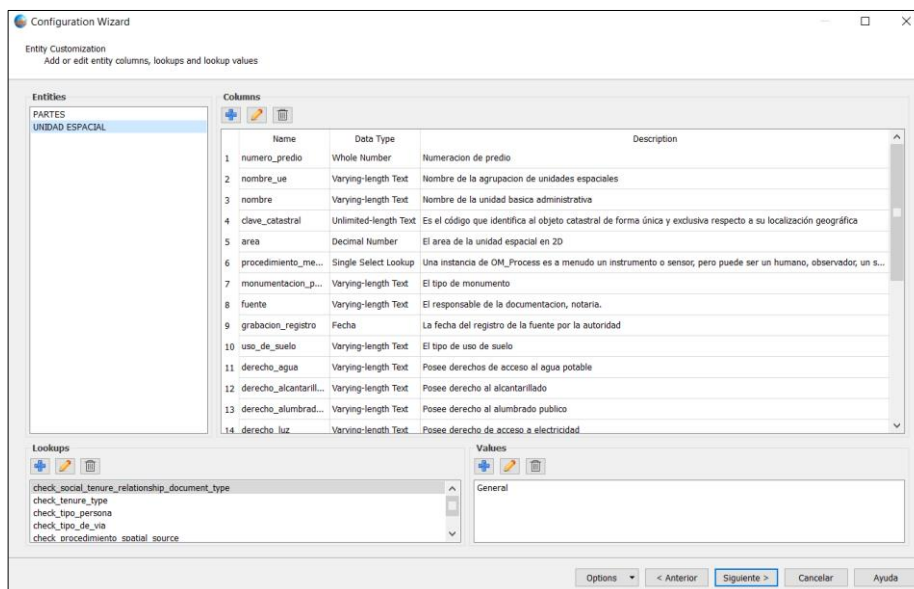 Configuration Wizard
Entity Customization
Add or edit entity columns, lookups and lookup values
Entities
PARTES
UNIDAD ESPACIAL
Columns
Name Data Type Description
1 numero_predio Whole Number Numeracion de predio
2 nombre_ue Varying-length Text Nombre de la agrupacion de unidades espaciales
3 nombre Varying-length Text Nombre de la unidad basica administrativa
4 clave_catastral Unlimited-length Text Es el código que identifica al objeto catastral de forma única y exclusiva respecto a su localización geográfica
5 area Decimal Number El area de la unidad espacial en 2D
6 procedimiento_me... Single Select Lookup Una instancia de OM_Process es a menudo un instrumento o sensor, pero puede ser un humano, observador, un s...
7 monumentacion_p... Varying-length Text El tipo de monumento
8 fuente Varying-length Text El responsable de la documentacion, notaria.
9 grabacion_registro Fecha La fecha del registro de la fuente por la autoridad
10 uso_de_suelo Varying-length Text El tipo de uso de suelo
11 derecho_agua Varying-length Text Posee derechos de acceso al agua potable
12 derecho_alcantarill... Varying-length Text Posee derecho al alcantarillado
13 derecho_alumbrad... Varying-length Text Posee derecho al alumbrado publico
14 derecho_luz Varying-length Text Posee derecho de acceso a electricidad
Lookups
check_social_tenure_relationship_document_type
check_tenure_type
check_tipo_persona
check_tipo_de_via
check_procedimiento_spatial_source
Values
General
Options < Anterior Siguiente > Cancelar Ayuda